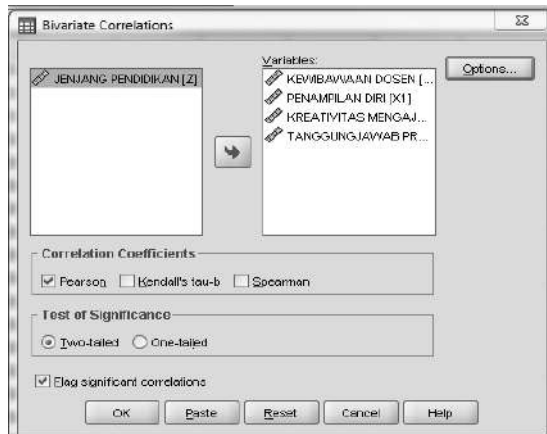 Bivariate Correlations
Variables:
JENJANG PENDIDIKAN [Z]
KEWIBAWAAN DOSEN [...
PENAMPILAN DIRI [X1]
KREATIVITAS MENGAJ...
TANGGUNGJAWAB PR...
Options...
Correlation Coefficients
Pearson Kendall's tau-b Spearman
Test of Significance
Two-tailed One-tailed
Flag significant correlations
OK Paste Reset Cancel Help